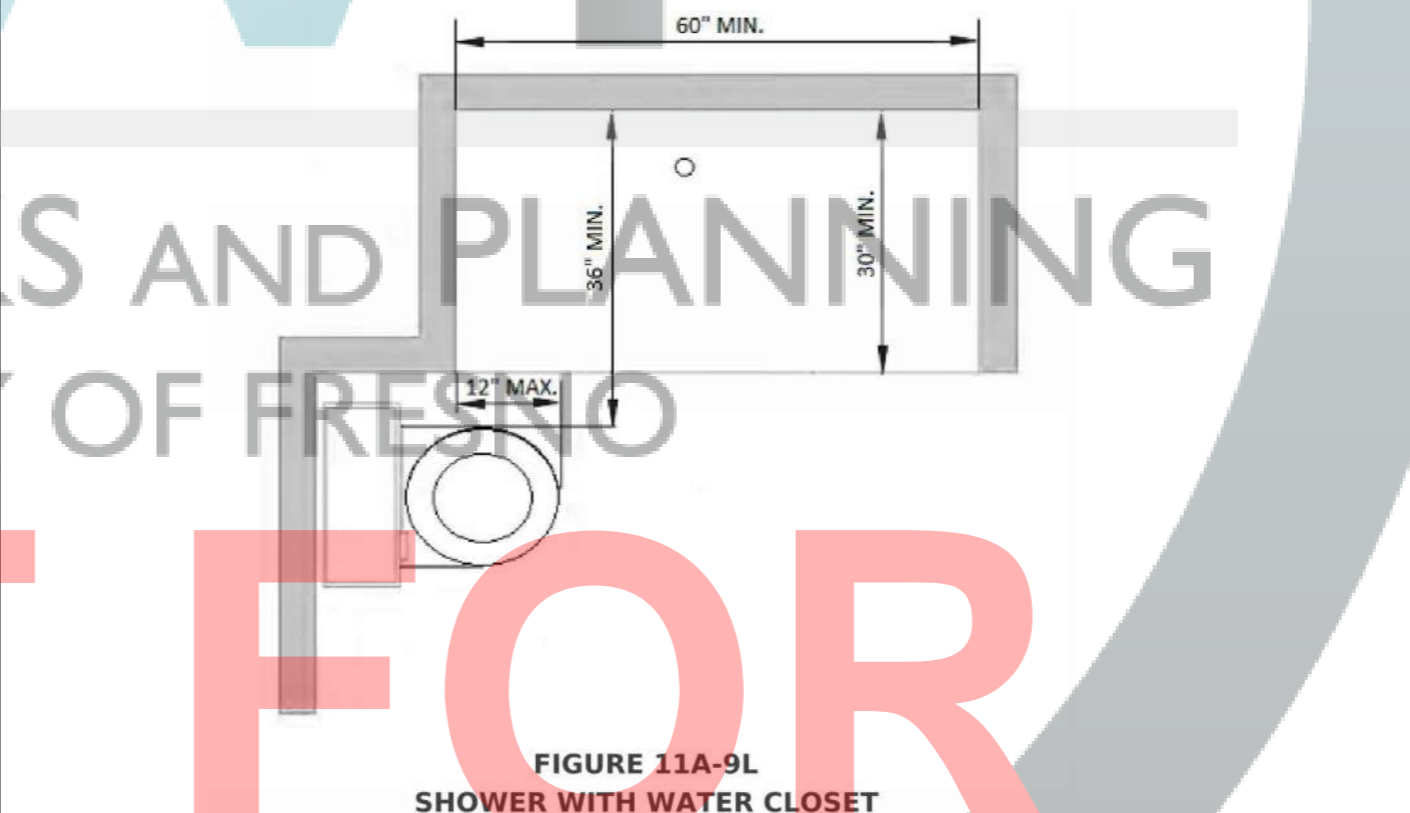 60" MIN.
36" MIN.
30" MIN.
S AND PLANNING
12" MAX.
OF FRESNO
FOR
FIGURE 11A-9L
SHOWER WITH WATER CLOSET